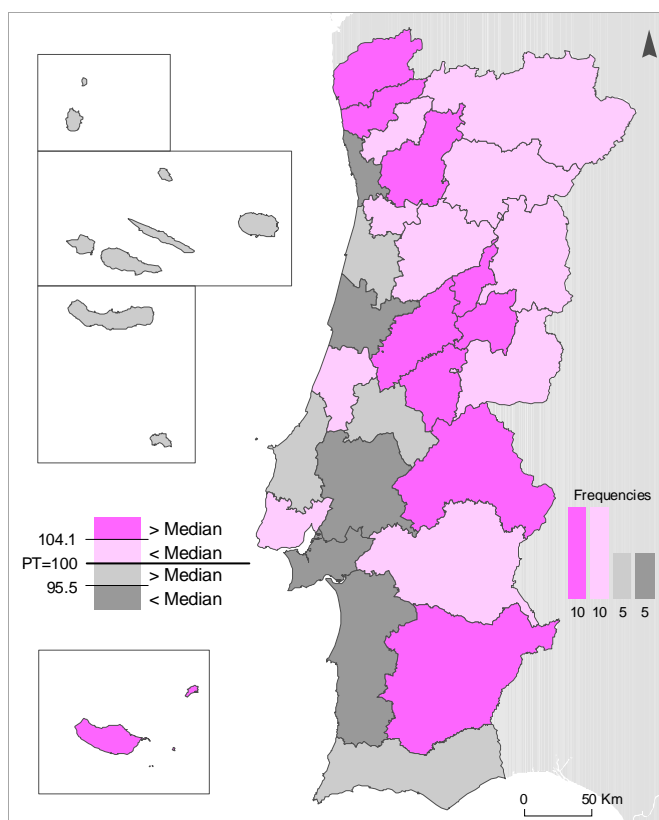 > Median
104.1
< Median
PT=100
> Median
95.5
< Median
Frequencies
10 10 5 5
0 50 Km